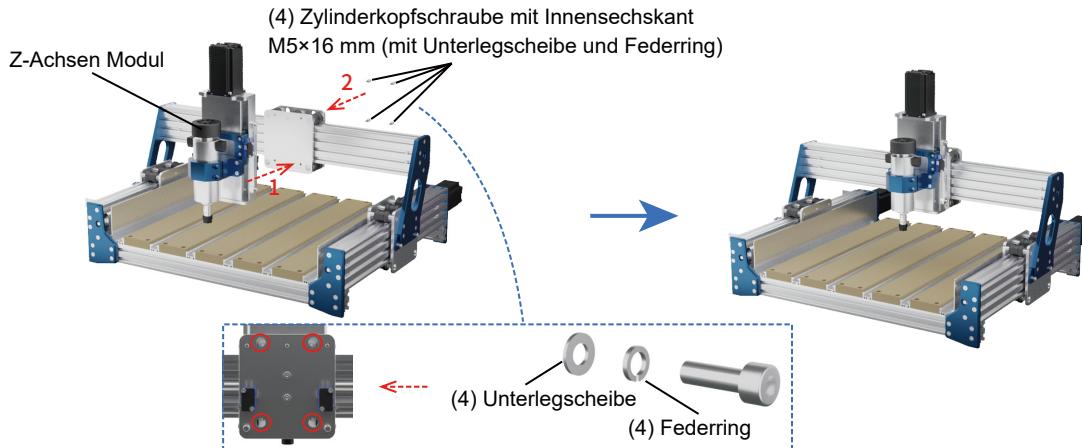 (4) Zylinderkopfschraube mit Innensechskant
M5×16 mm (mit Unterlegscheibe und Federring)
Z-Achsen Modul
2
1
(4) Unterlegscheibe
(4) Federring